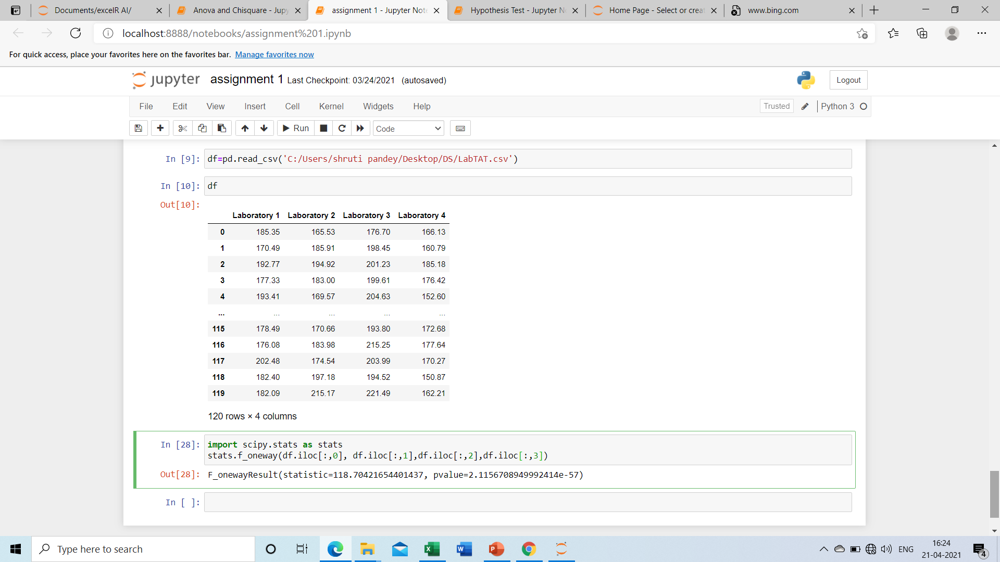 Documents/excelR AI/
Anova and Chisquare - Jupy
assignment 1 - Jupyter Note
Hypothesis Test - Jupyter N
Home Page - Select or creat
www.bing.com
localhost:8888/notebooks/assignment%201.ipynb
For quick access, place your favorites here on the favorites bar. Manage favorites now
jupyter assignment 1 Last Checkpoint: 03/24/2021 (autosaved)
Logout
File Edit View Insert Cell Kernel Widgets Help
Trusted
Python 3
Run
Code
In [9]: df=pd.read_csv('C:/Users/shruti pandey/Desktop/DS/LabTAT.csv')
In [10]: df
Out[10]:
Laboratory 1 Laboratory 2 Laboratory 3 Laboratory 4
0 185.35 165.53 176.70 166.13
1 170.49 185.91 198.45 160.79
2 192.77 194.92 201.23 185.18
3 177.33 183.00 199.61 176.42
4 193.41 169.57 204.63 152.60
... ... ... ... ...
115 178.49 170.66 193.80 172.68
116 176.08 183.98 215.25 177.64
117 202.48 174.54 203.99 170.27
118 182.40 197.18 194.52 150.87
119 182.09 215.17 221.49 162.21
120 rows × 4 columns
In [28]: import scipy.stats as stats
stats.f_oneway(df.iloc[:,0], df.iloc[:,1],df.iloc[:,2],df.iloc[:,3])
Out[28]: F_onewayResult(statistic=118.70421654401437, pvalue=2.1156708949992414e-57)
In [ ]:
Type here to search
ENG
16:24
21-04-2021
4